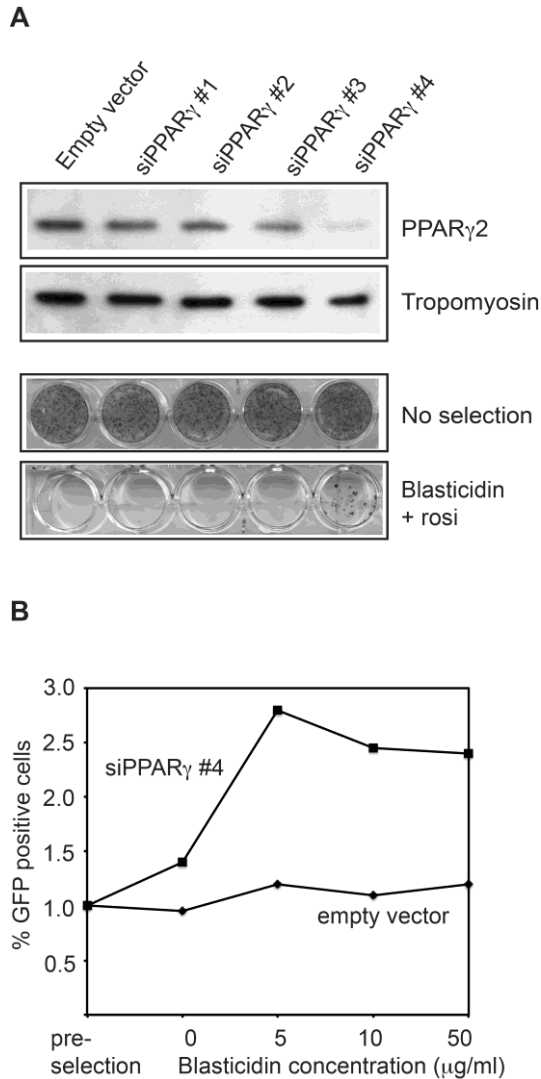 A
Empty vector
siPPARγ #1
siPPARγ #2
siPPARγ #3
siPPARγ #4
PPARγ2
Tropomyosin
No selection
Blasticidin
+ rosi
B
% GFP positive cells
3.0
2.5
2.0
1.5
1.0
0.5
siPPARγ #4
empty vector
pre-
selection
0
5
10
50
Blasticidin concentration (μg/ml)